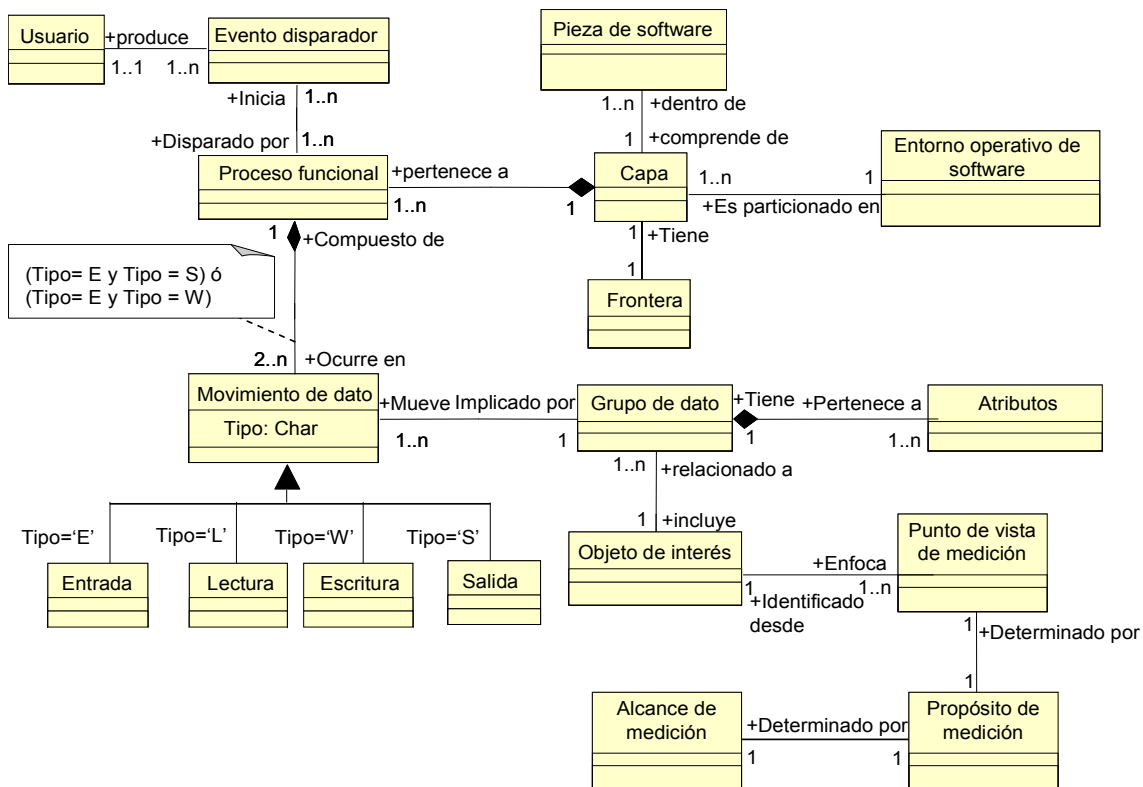 Usuario
+produce
1..1
1..n
Evento disparador
+Inicia
1..n
+Disparado por
1..n
Proceso funcional
+pertenece a
1..n
1
Pieza de software
1..n
+dentro de
1
+comprende de
Capa
1..n
1
+Es particionado en
Entorno operativo de
software
1
+Tiene
1
Frontera
1
+Compuesto de
(Tipo= E y Tipo = S) ó
(Tipo= E y Tipo = W)
2..n
+Ocurre en
Movimiento de dato
Tipo: Char
+Mueve
Implicado por
1..n
1
Grupo de dato
+Tiene
1
+Pertenece a
1..n
Atributos
1..n
+relacionado a
1
+incluye
Objeto de interés
+Enfoca
1
1..n
+Identificado
desde
Punto de vista
de medición
1
+Determinado por
1
Propósito de
medición
+Determinado por
1
1
Alcance de
medición
Tipo=‘E’
Tipo=‘L’
Tipo=‘W’
Tipo=‘S’
Entrada
Lectura
Escritura
Salida